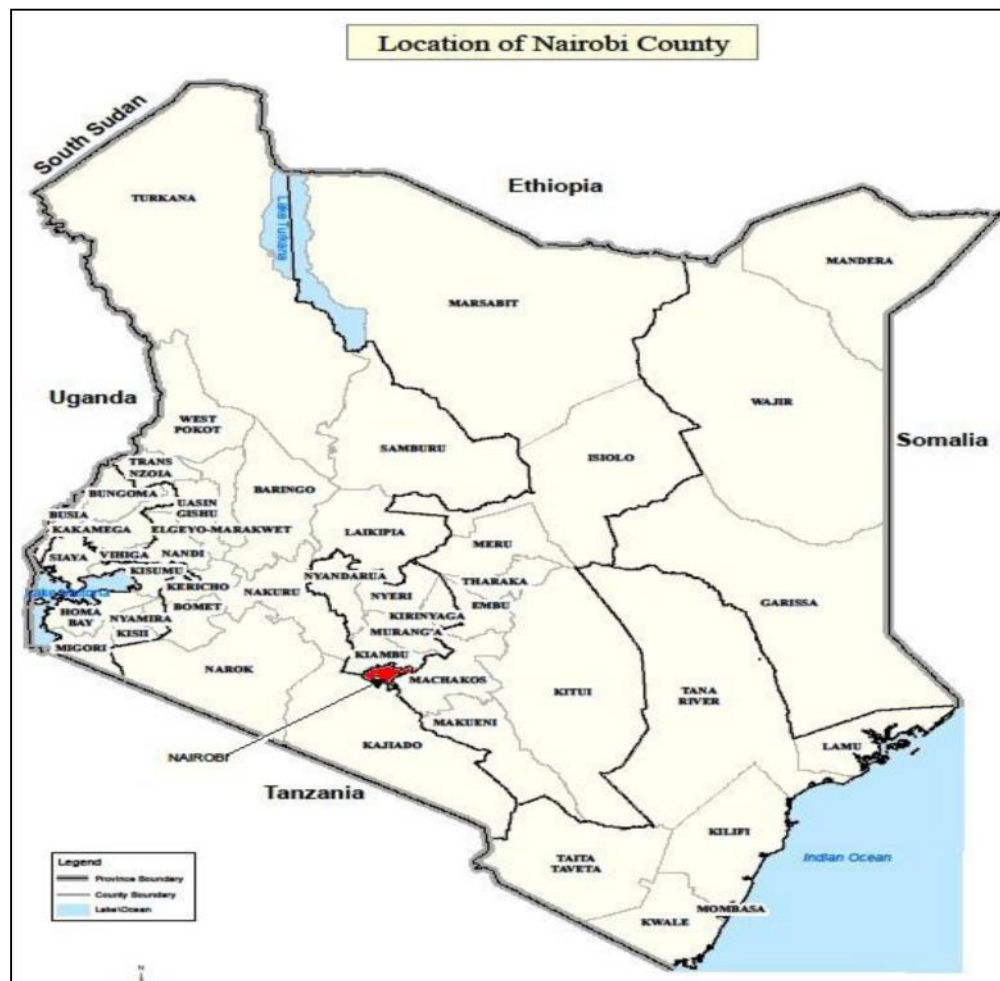 Location of Nairobi County
South Sudan
Ethiopia
TURKANA
Lake Turkana
MANDERA
MARSABIT
Uganda
WAJIR
WEST
POKOT
Somalia
SAMBURU
ISIOLO
TRANS
NZOIA
BUNGOMA
BARINGO
UASIN
GISHU
BUSIA
KAKAMEGA
ELGEYO-MARAKWET
LAIKIPIA
MERU
SIAYA
VIHIGA
NANDI
KISUMU
NYANDARUA
THARAKA
KERICHO
NAKURU
NYERI
EMBU
GARISSA
HOMA
BAY
NYAMIRA
BOMET
KIRINYAGA
KISII
MURANG'A
MIGORI
NAROK
KIAMBU
MACHAKOS
KITUI
TANA
RIVER
MAKUENI
KAJIADO
LAMU
NAIROBI
Tanzania
KILIFI
TAITA
TAVETA
Indian Ocean
MOMBASA
KWALE
Legend
Province Boundary
County Boundary
Lake\Ocean
N